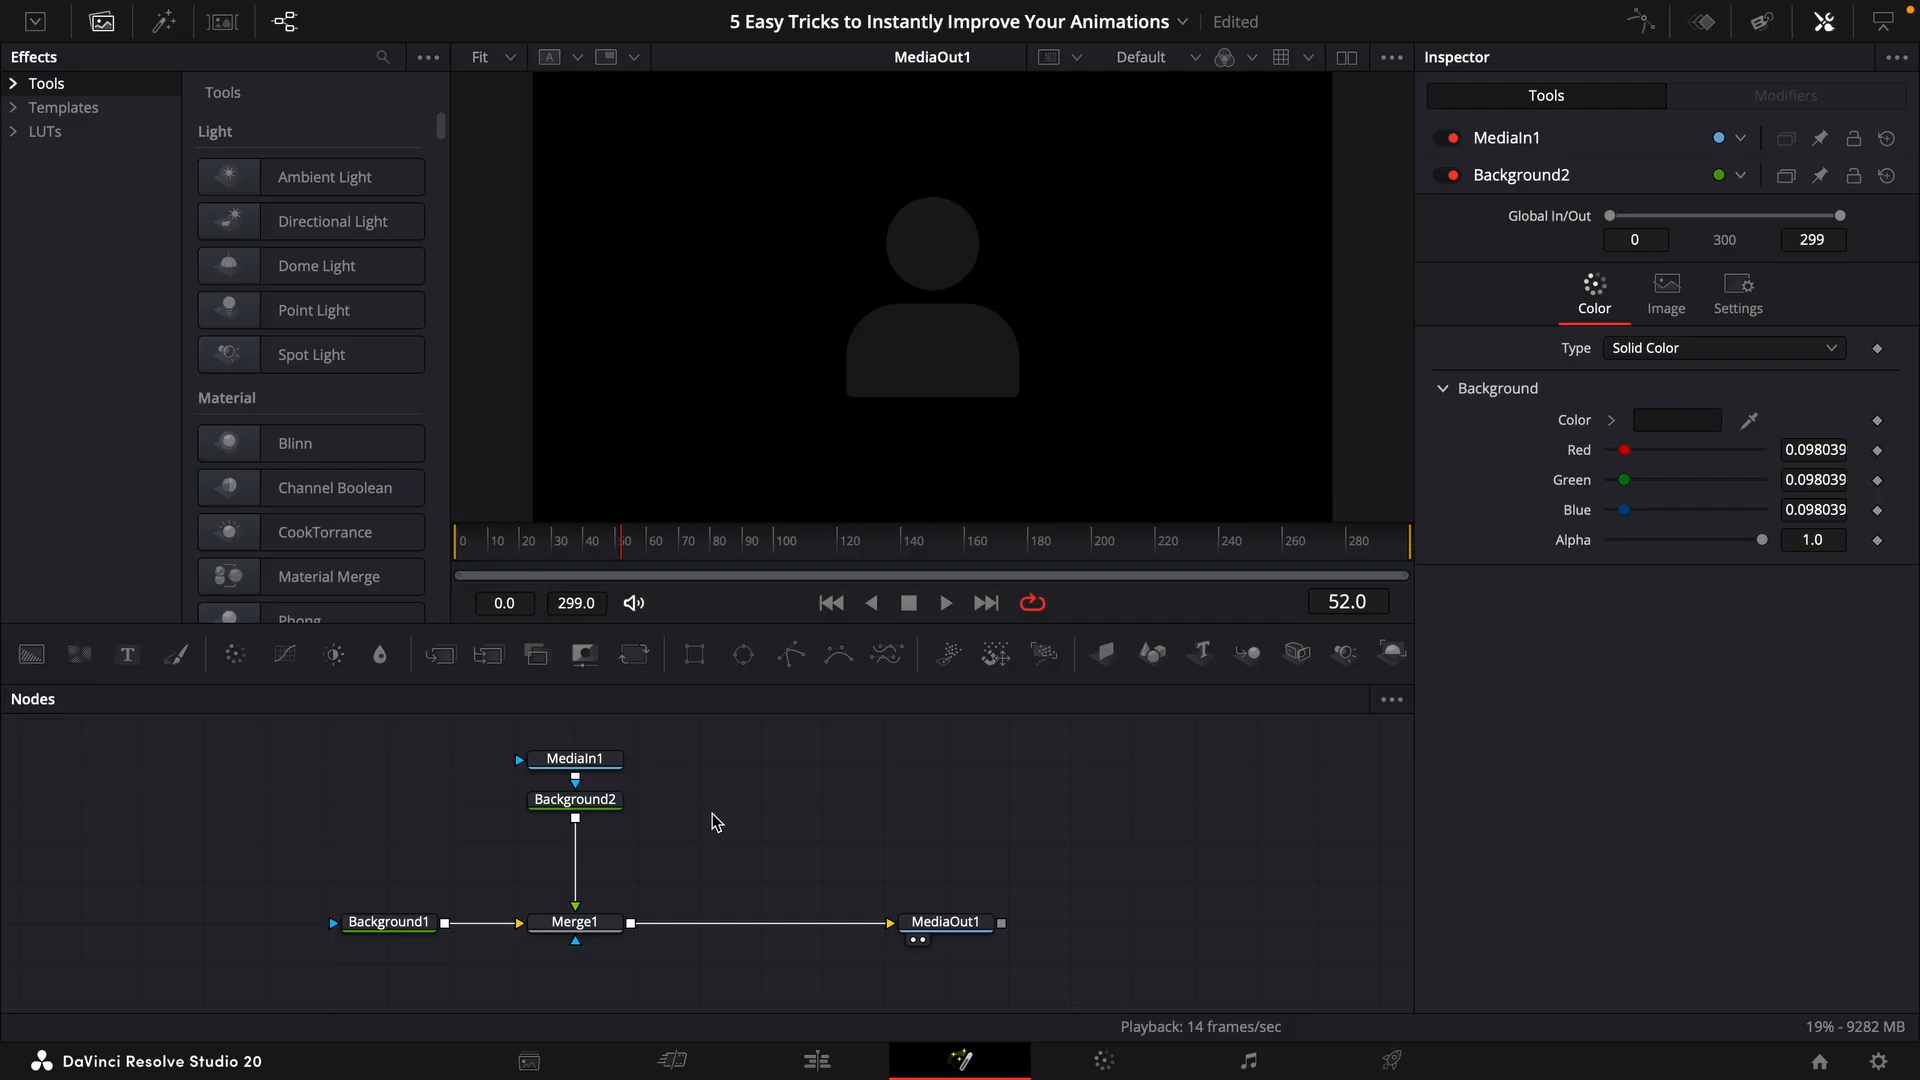 5 Easy Tricks to Instantly Improve Your Animations
Edited
Effects
Fit
A
MediaOut1
Default
Inspector
Tools
Templates
LUTs
Tools
Light
Ambient Light
Directional Light
Dome Light
Point Light
Spot Light
Material
Blinn
Channel Boolean
CookTorrance
Material Merge
Phong
0 10 20 30 40 50 60 70 80 90 100 120 140 160 180 200 220 240 260 280
0.0
299.0
52.0
Tools
Modifiers
MediaIn1
Background2
Global In/Out
0
300
299
Color
Image
Settings
Type
Solid Color
Background
Color
Red 0.098039
Green 0.098039
Blue 0.098039
Alpha 1.0
T
T
Nodes
MediaIn1
Background2
Background1
Merge1
MediaOut1
Playback: 14 frames/sec
19% - 9282 MB
DaVinci Resolve Studio 20